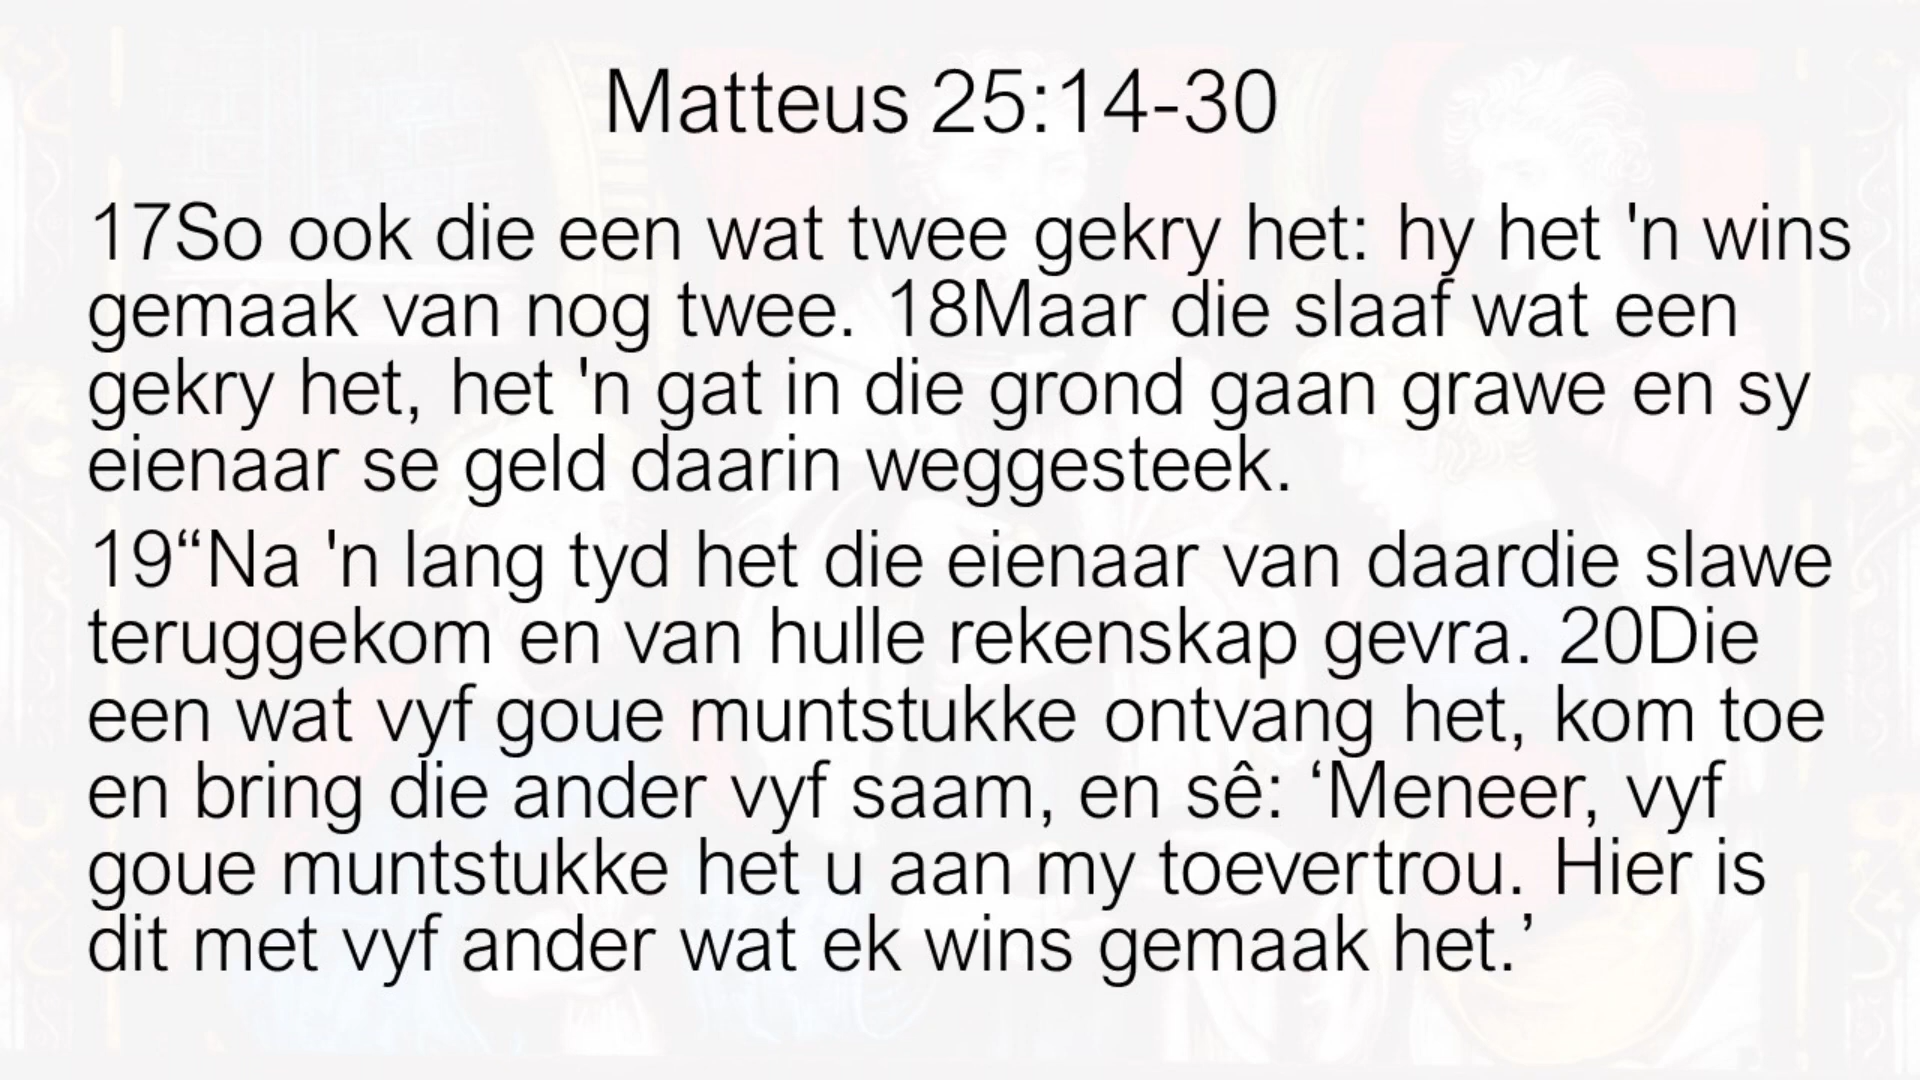 Matteus 25:14-30
17So ook die een wat twee gekry het: hy het 'n wins
gemaak van nog twee. 18Maar die slaaf wat een
gekry het, het 'n gat in die grond gaan grawe en sy
eienaar se geld daarin weggesteek.
19“Na 'n lang tyd het die eienaar van daardie slawe
teruggekom en van hulle rekenskap gevra. 20Die
een wat vyf goue muntstukke ontvang het, kom toe
en bring die ander vyf saam, en sê: ‘Meneer, vyf
goue muntstukke het u aan my toevertrou. Hier is
dit met vyf ander wat ek wins gemaak het.’